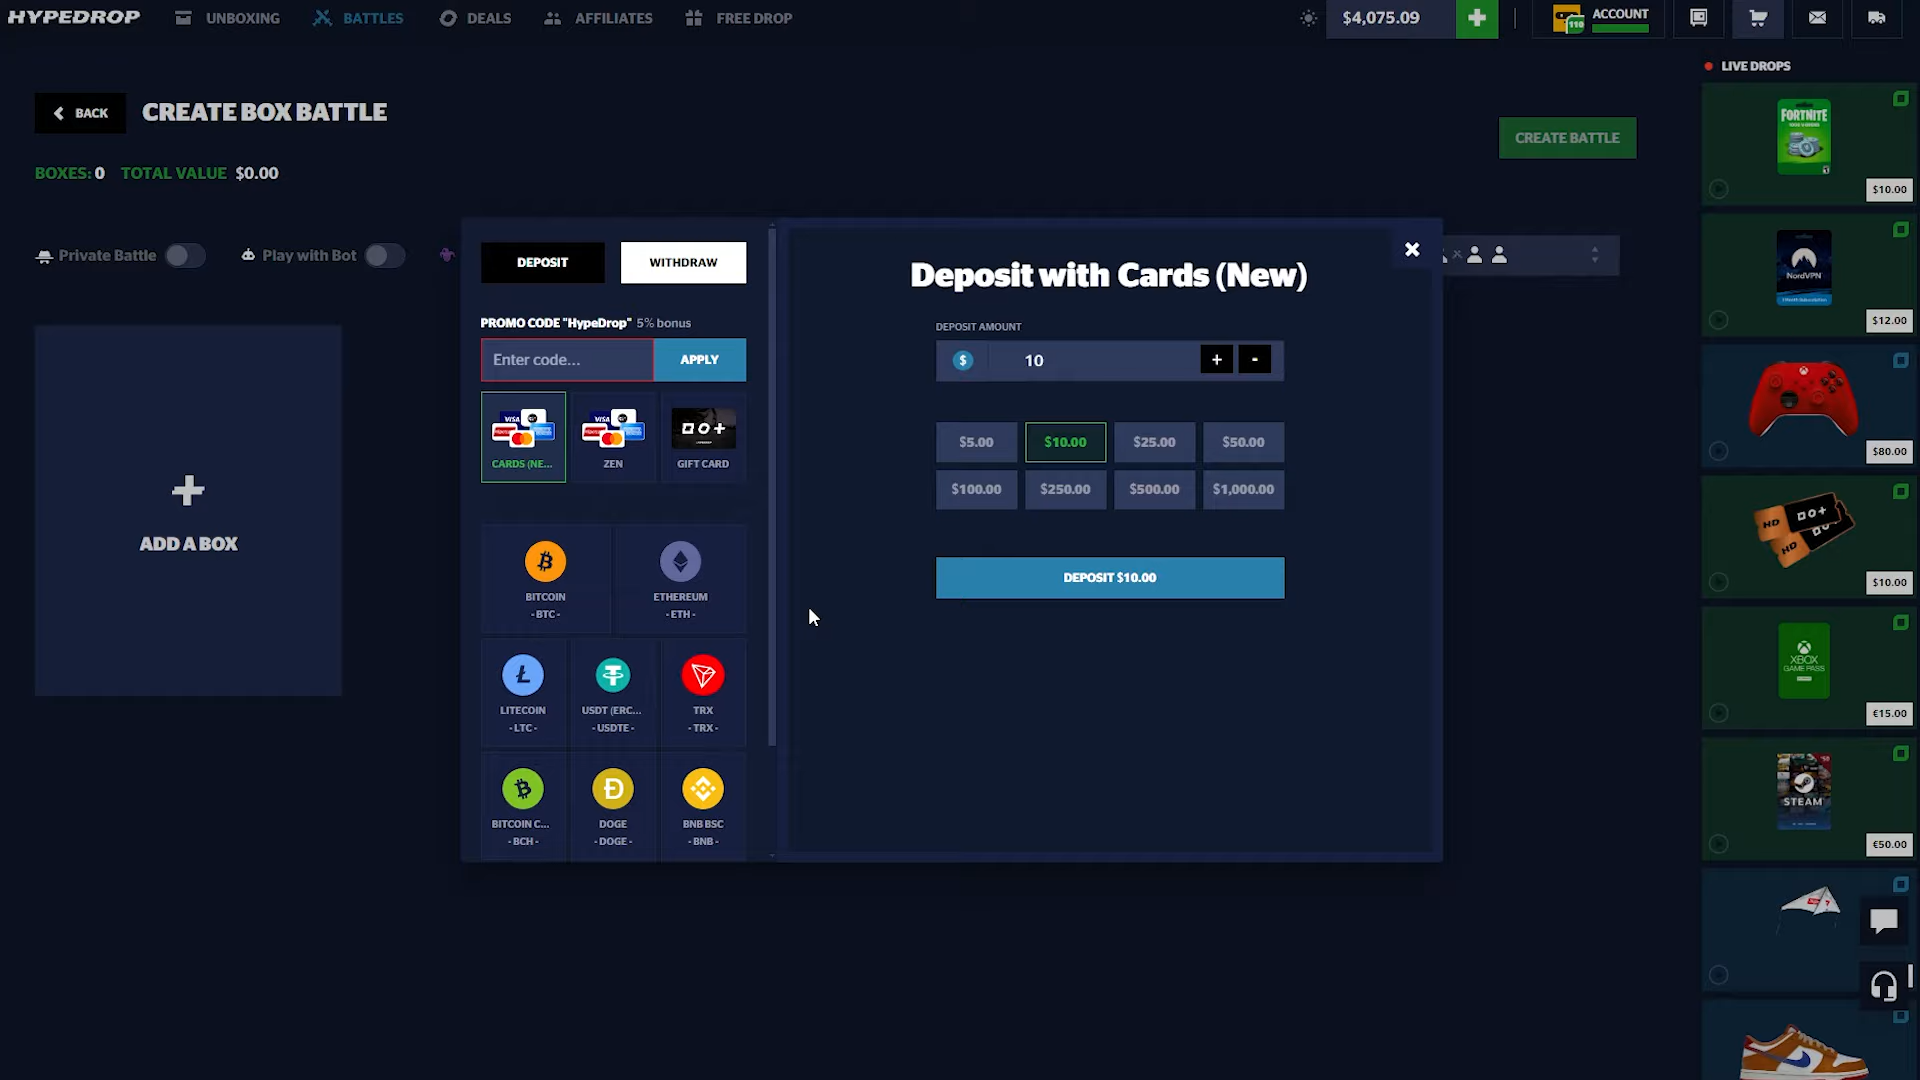 HYPEDROP
UNBOXING
BATTLES
DEALS
AFFILIATES
FREE DROP
$4,075.09
110
ACCOUNT
BACK
CREATE BOX BATTLE
CREATE BATTLE
BOXES: 0 TOTAL VALUE $0.00
Private Battle
Play with Bot
ADD A BOX
DEPOSIT
WITHDRAW
PROMO CODE "HypeDrop" 5% bonus
Enter code...
APPLY
VISA
CARDS (NE...
VISA
ZEN
GIFT CARD
BITCOIN
- BTC -
ETHEREUM
- ETH -
LITECOIN
- LTC -
USDT (ERC...
- USDTE -
TRX
- TRX -
BITCOIN C...
- BCH -
DOGE
- DOGE -
BNB BSC
- BNB -
Deposit with Cards (New)
DEPOSIT AMOUNT
$
10
+
-
$5.00
$10.00
$25.00
$50.00
$100.00
$250.00
$500.00
$1,000.00
DEPOSIT $10.00
LIVE DROPS
FORTNITE
$10.00
NordVPN
$12.00
$80.00
HD
HD
$10.00
XBOX
GAME PASS
€15.00
STEAM
€50.00